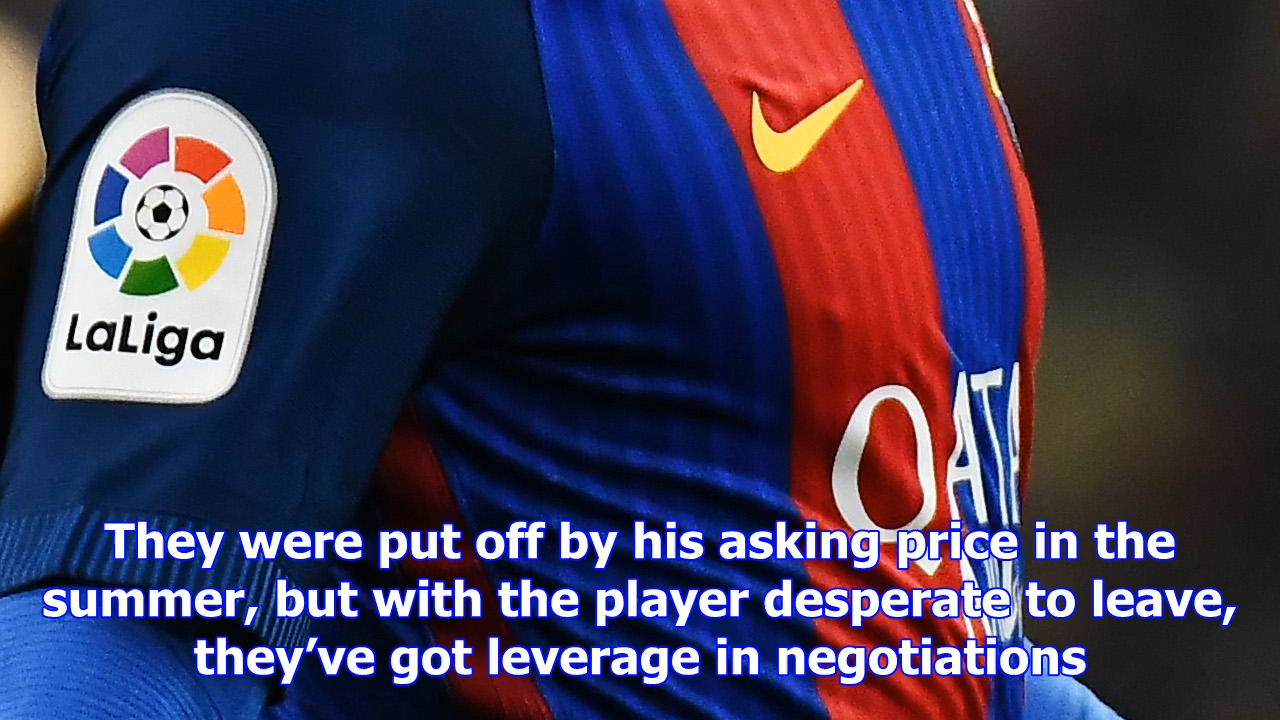 LaLiga
QATA
They were put off by his asking price in the
summer, but with the player desperate to leave,
they’ve got leverage in negotiations